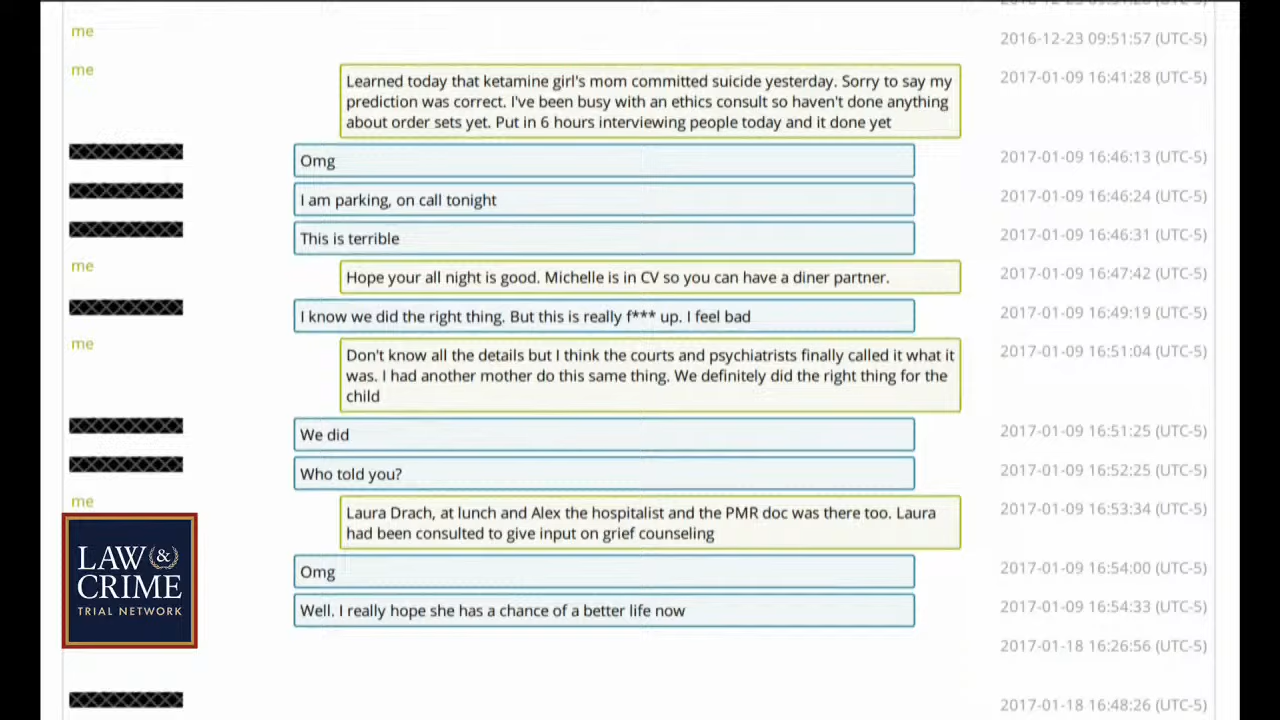 me
2016-12-23 09:51:57 (UTC-5)
me
2017-01-09 16:41:28 (UTC-5)
Learned today that ketamine girl's mom committed suicide yesterday. Sorry to say my
prediction was correct. I've been busy with an ethics consult so haven't done anything
about order sets yet. Put in 6 hours interviewing people today and it done yet
Omg
2017-01-09 16:46:13 (UTC-5)
I am parking, on call tonight
2017-01-09 16:46:24 (UTC-5)
This is terrible
2017-01-09 16:46:31 (UTC-5)
me
Hope your all night is good. Michelle is in CV so you can have a diner partner.
2017-01-09 16:47:42 (UTC-5)
I know we did the right thing. But this is really f*** up. I feel bad
2017-01-09 16:49:19 (UTC-5)
me
2017-01-09 16:51:04 (UTC-5)
Don't know all the details but I think the courts and psychiatrists finally called it what it
was. I had another mother do this same thing. We definitely did the right thing for the
child
We did
2017-01-09 16:51:25 (UTC-5)
Who told you?
2017-01-09 16:52:25 (UTC-5)
me
2017-01-09 16:53:34 (UTC-5)
Laura Drach, at lunch and Alex the hospitalist and the PMR doc was there too. Laura
had been consulted to give input on grief counseling
Omg
2017-01-09 16:54:00 (UTC-5)
Well. I really hope she has a chance of a better life now
2017-01-09 16:54:33 (UTC-5)
2017-01-18 16:26:56 (UTC-5)
2017-01-18 16:48:26 (UTC-5)
LAW &
CRIME
TRIAL NETWORK